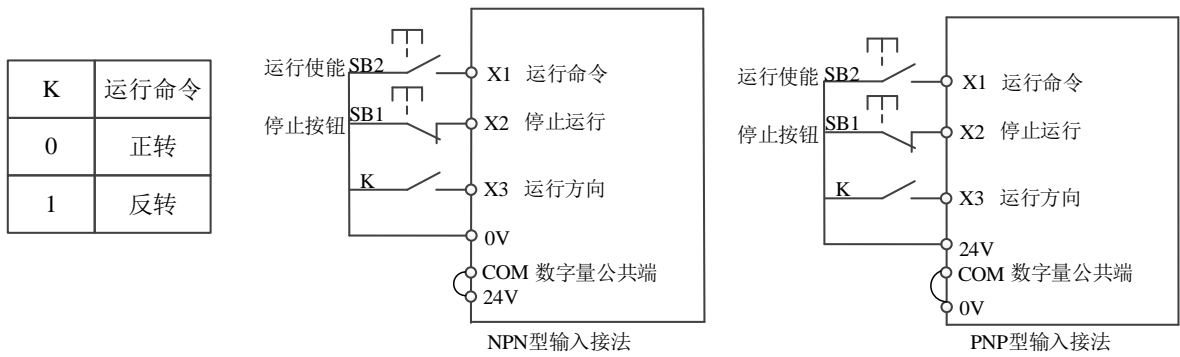 K 运行命令
0 正转
1 反转
运行使能 SB2 X1 运行命令
停止按钮 SB1 X2 停止运行
K X3 运行方向
0V
COM 数字量公共端
24V
NPN型输入接法
运行使能 SB2 X1 运行命令
停止按钮 SB1 X2 停止运行
K X3 运行方向
24V
COM 数字量公共端
0V
PNP型输入接法